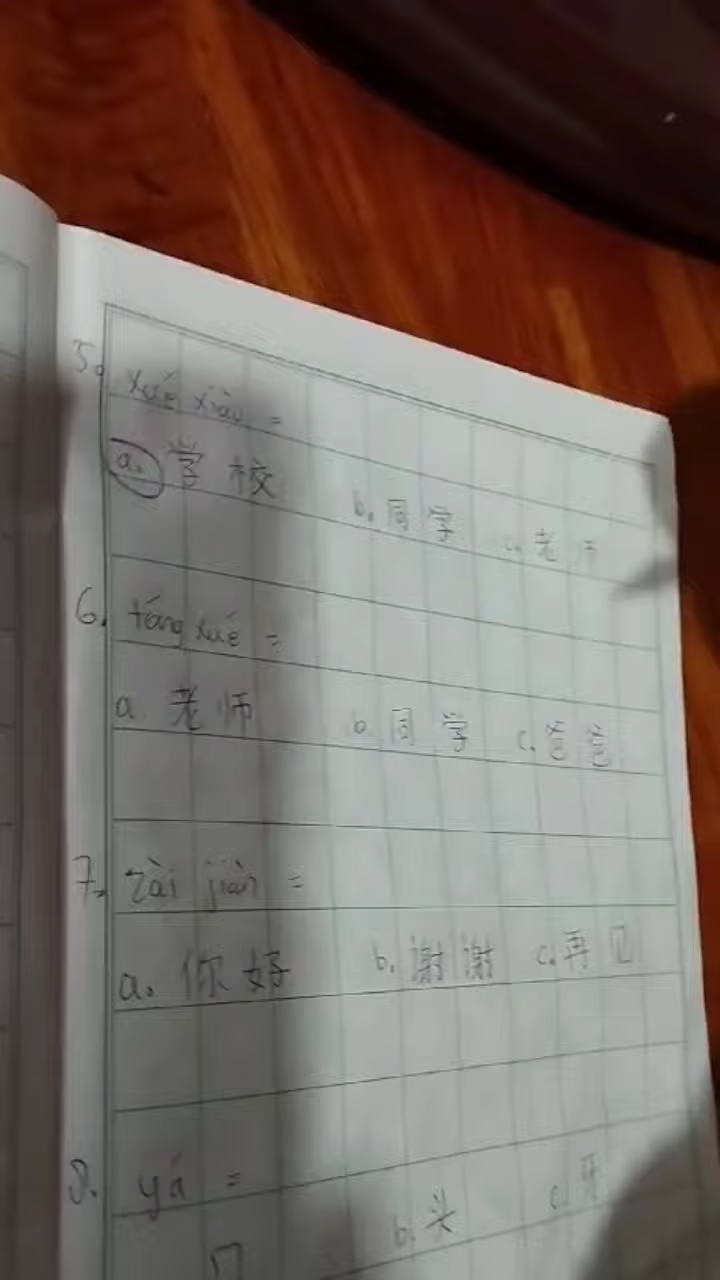 5. xué xiào =
a. 学校 b. 同学 c. 老师
6. tóng xué =
a. 老师 b. 同学 c. 爸爸
7. zài jiàn =
a. 你好 b. 谢谢 c. 再见
8. yá =
b. 头 c. 牙